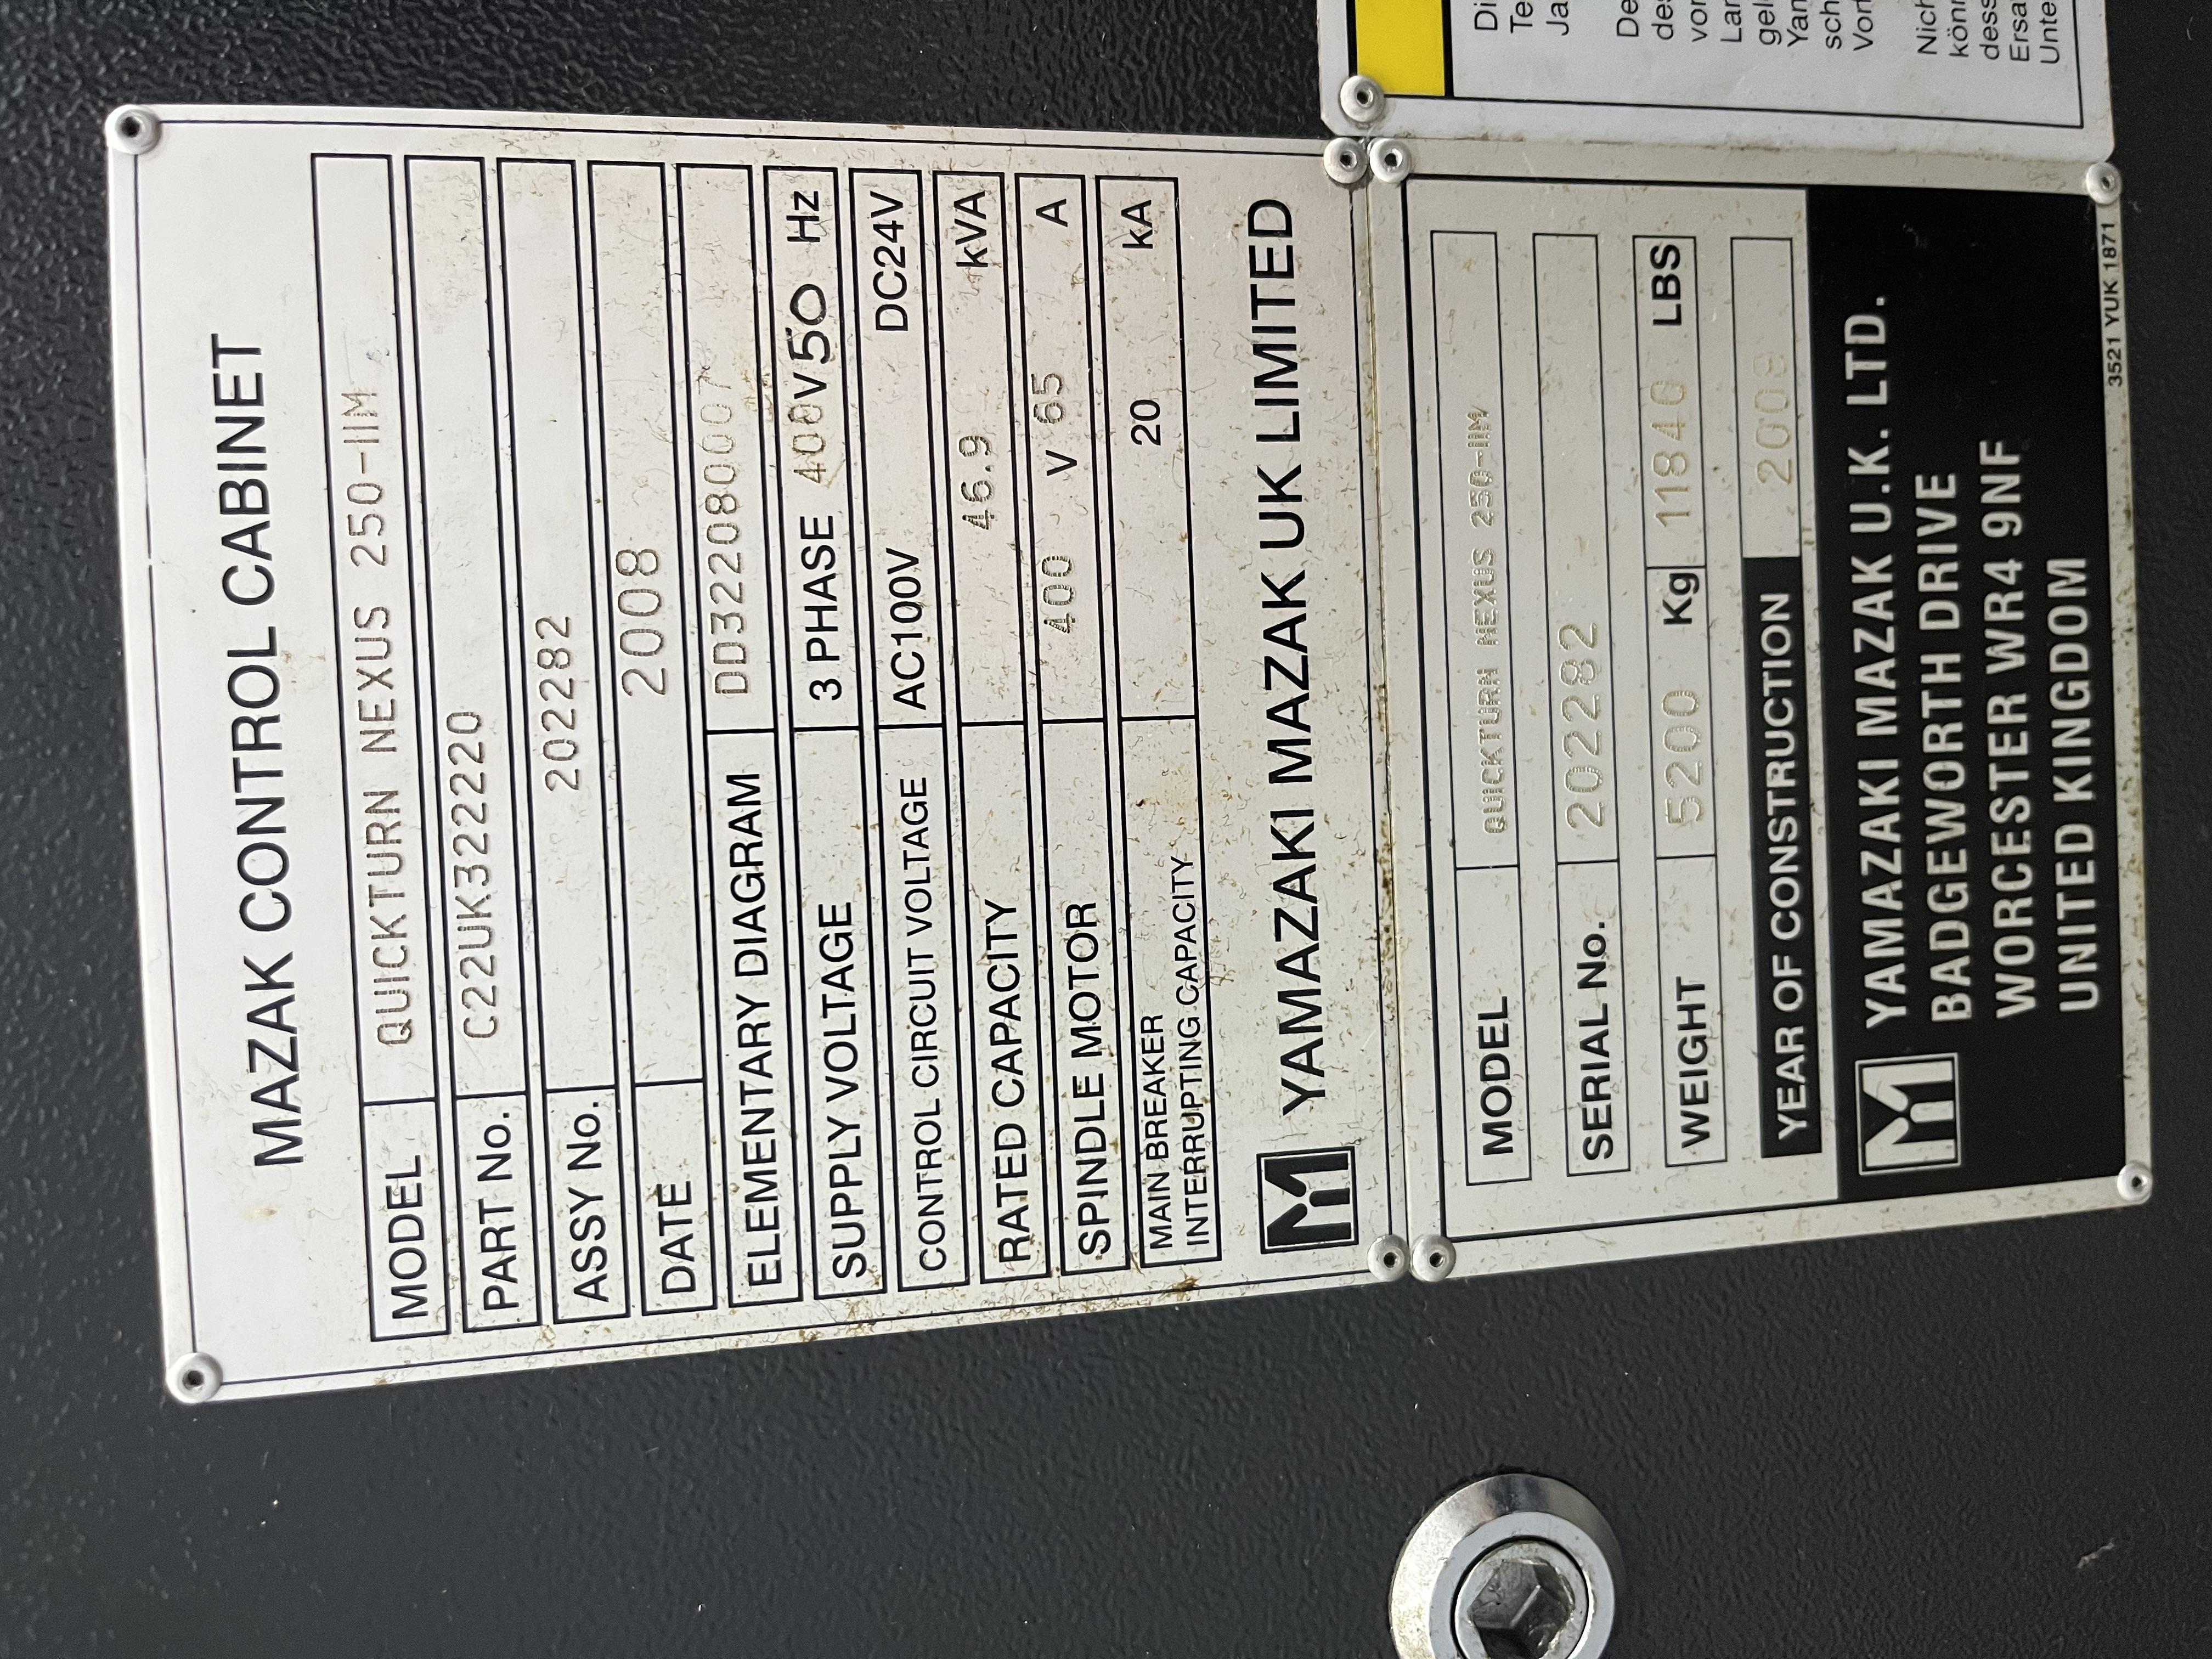 MAZAK CONTROL CABINET
MODEL QUICKTURN NEXUS 250-IIM
PART No. C22UK322220
ASSY No. 202282
DATE 2008
ELEMENTARY DIAGRAM DD322080007
SUPPLY VOLTAGE 3 PHASE 400V 50 Hz
CONTROL CIRCUIT VOLTAGE AC100V DC24V
RATED CAPACITY 46.9 kVA
SPINDLE MOTOR 400 V 65 A
MAIN BREAKER
INTERRUPTING CAPACITY 20 kA
M YAMAZAKI MAZAK UK LIMITED
MODEL QUICKTURN NEXUS 250-IIM
SERIAL No. 202282
WEIGHT 5200 Kg 11840 LBS
YEAR OF CONSTRUCTION 2008
M YAMAZAKI MAZAK U.K. LTD.
BADGEWORTH DRIVE
WORCESTER WR4 9NF
UNITED KINGDOM
3521 YUK 1871